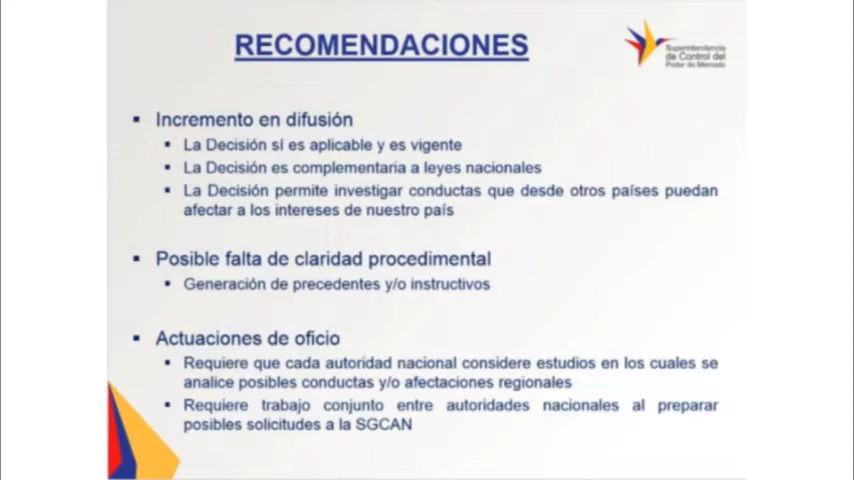 RECOMENDACIONES
Superintendencia
de Control del
Poder de Mercado
▪ Incremento en difusión
▪ La Decisión sí es aplicable y es vigente
▪ La Decisión es complementaria a leyes nacionales
▪ La Decisión permite investigar conductas que desde otros países puedan
afectar a los intereses de nuestro país
▪ Posible falta de claridad procedimental
▪ Generación de precedentes y/o instructivos
▪ Actuaciones de oficio
▪ Requiere que cada autoridad nacional considere estudios en los cuales se
analice posibles conductas y/o afectaciones regionales
▪ Requiere trabajo conjunto entre autoridades nacionales al preparar
posibles solicitudes a la SGCAN